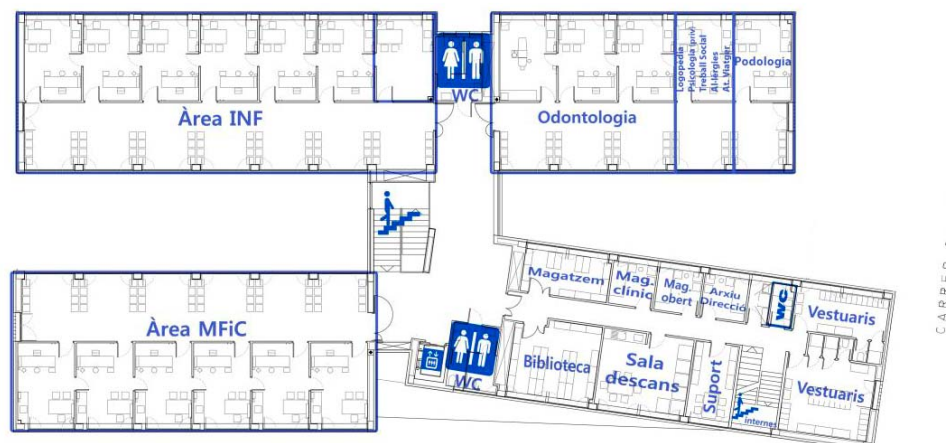 WC
Àrea INF
Odontologia
Logopèdia
Psicologia (priv)
Treball Social
Al·lèrgies
At. Viatger
Podologia
Magatzem
Mag.
clínic
Mag.
obert
Arxiu
Direcció
WC
Vestuaris
Àrea MFiC
WC
Biblioteca
Sala
descans
Suport
internes
Vestuaris